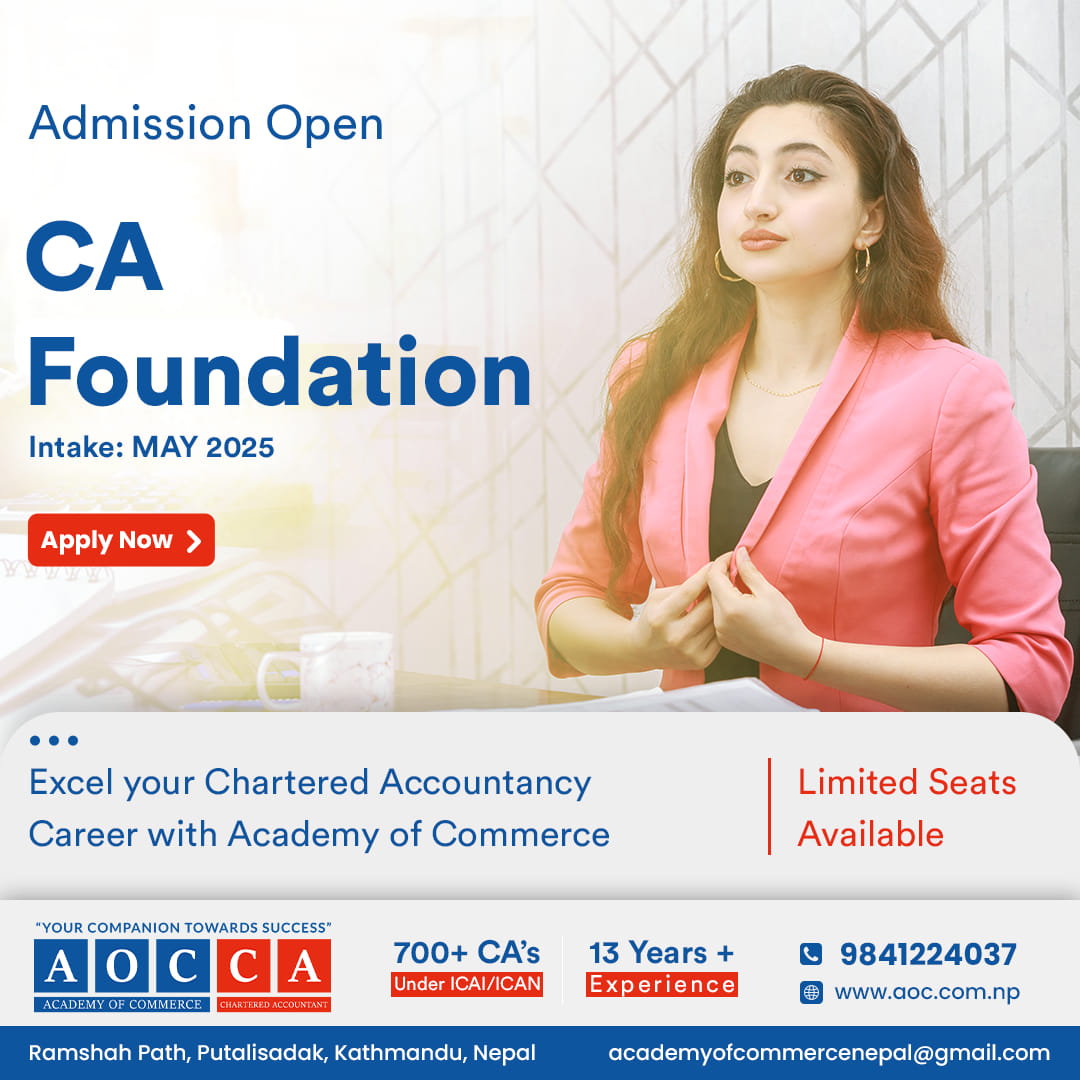 Admission Open
CA
Foundation
Intake: MAY 2025
Apply Now
Excel your Chartered Accountancy
Career with Academy of Commerce
Limited Seats
Available
“YOUR COMPANION TOWARDS SUCCESS”
AOCCA
ACADEMY OF COMMERCE
CHARTERED ACCOUNTANT
700+ CA’s
Under ICAI/ICAN
13 Years +
Experience
9841224037
www.aoc.com.np
Ramshah Path, Putalisadak, Kathmandu, Nepal
academyofcommercenepal@gmail.com